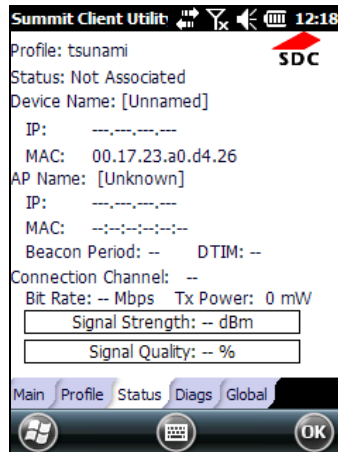 Summit Client Utilit 12:18
SDC
Profile: tsunami
Status: Not Associated
Device Name: [Unnamed]
IP: ---.---.---.---
MAC: 00.17.23.a0.d4.26
AP Name: [Unknown]
IP: ---.---.---.---
MAC: --:--:--:--:--:--
Beacon Period: -- DTIM: --
Connection Channel: --
Bit Rate: -- Mbps Tx Power: 0 mW
Signal Strength: -- dBm
Signal Quality: -- %
Main Profile Status Diags Global
OK